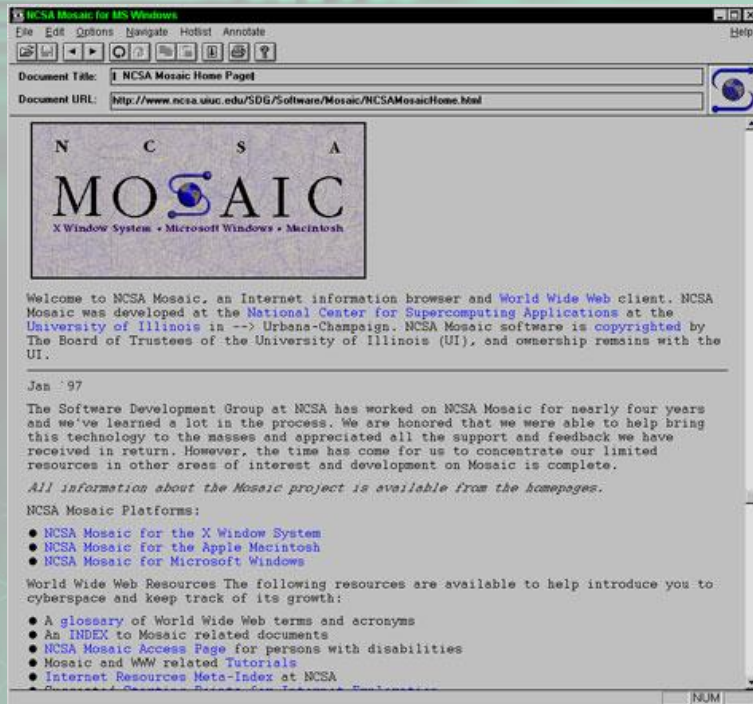 NCSA Mosaic for MS Windows
File Edit Options Navigate Hotlist Annotate Help
Document Title: NCSA Mosaic Home Page
Document URL: http://www.ncsa.uiuc.edu/SDG/Software/Mosaic/NCSAMosaicHome.html
N C S A
MOSAIC
X Window System • Microsoft Windows • Macintosh
Welcome to NCSA Mosaic, an Internet information browser and World Wide Web client. NCSA
Mosaic was developed at the National Center for Supercomputing Applications at the
University of Illinois in --> Urbana-Champaign. NCSA Mosaic software is copyrighted by
The Board of Trustees of the University of Illinois (UI), and ownership remains with the
UI.
Jan '97
The Software Development Group at NCSA has worked on NCSA Mosaic for nearly four years
and we've learned a lot in the process. We are honored that we were able to help bring
this technology to the masses and appreciated all the support and feedback we have
received in return. However, the time has come for us to concentrate our limited
resources in other areas of interest and development on Mosaic is complete.
All information about the Mosaic project is available from the homepages.
NCSA Mosaic Platforms:
● NCSA Mosaic for the X Window System
● NCSA Mosaic for the Apple Macintosh
● NCSA Mosaic for Microsoft Windows
World Wide Web Resources The following resources are available to help introduce you to
cyberspace and keep track of its growth:
● A glossary of World Wide Web terms and acronyms
● An INDEX to Mosaic related documents
● NCSA Mosaic Access Page for persons with disabilities
● Mosaic and WWW related Tutorials
● Internet Resources Meta-Index at NCSA
● Suggested Starting Points for Internet Exploration
NUM